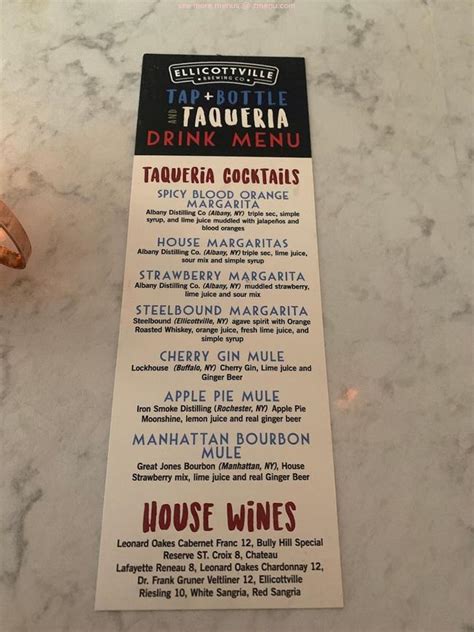 see more menus @ zmenu.com
ELLICOTTVILLE
BREWING CO.
TAP + BOTTLE
AND TAQUERIA
DRINK MENU
TAQUERIA COCKTAILS
SPICY BLOOD ORANGE
MARGARITA
Albany Distilling Co (Albany, NY) triple sec, simple
syrup, and lime juice muddled with jalapeños and
blood oranges
HOUSE MARGARITAS
Albany Distilling Co. (Albany, NY) triple sec, lime juice,
sour mix and simple syrup
STRAWBERRY MARGARITA
Albany Distilling Co. (Albany, NY) muddled strawberry,
lime juice and sour mix
STEELBOUND MARGARITA
Steelbound (Ellicottville, NY) agave spirit with Orange
Roasted Whiskey, orange juice, fresh lime juice, and
simple syrup
CHERRY GIN MULE
Lockhouse (Buffalo, NY) Cherry Gin, Lime juice and
Ginger Beer
APPLE PIE MULE
Iron Smoke Distilling (Rochester, NY) Apple Pie
Moonshine, lemon juice and real ginger beer
MANHATTAN BOURBON
MULE
Great Jones Bourbon (Manhattan, NY), House
Strawberry mix, lime juice and real Ginger Beer
HOUSE WINES
Leonard Oakes Cabernet Franc 12, Bully Hill Special
Reserve ST. Croix 8, Chateau
Lafayette Reneau 8, Leonard Oakes Chardonnay 12,
Dr. Frank Gruner Veltliner 12, Ellicottville
Riesling 10, White Sangria, Red Sangria